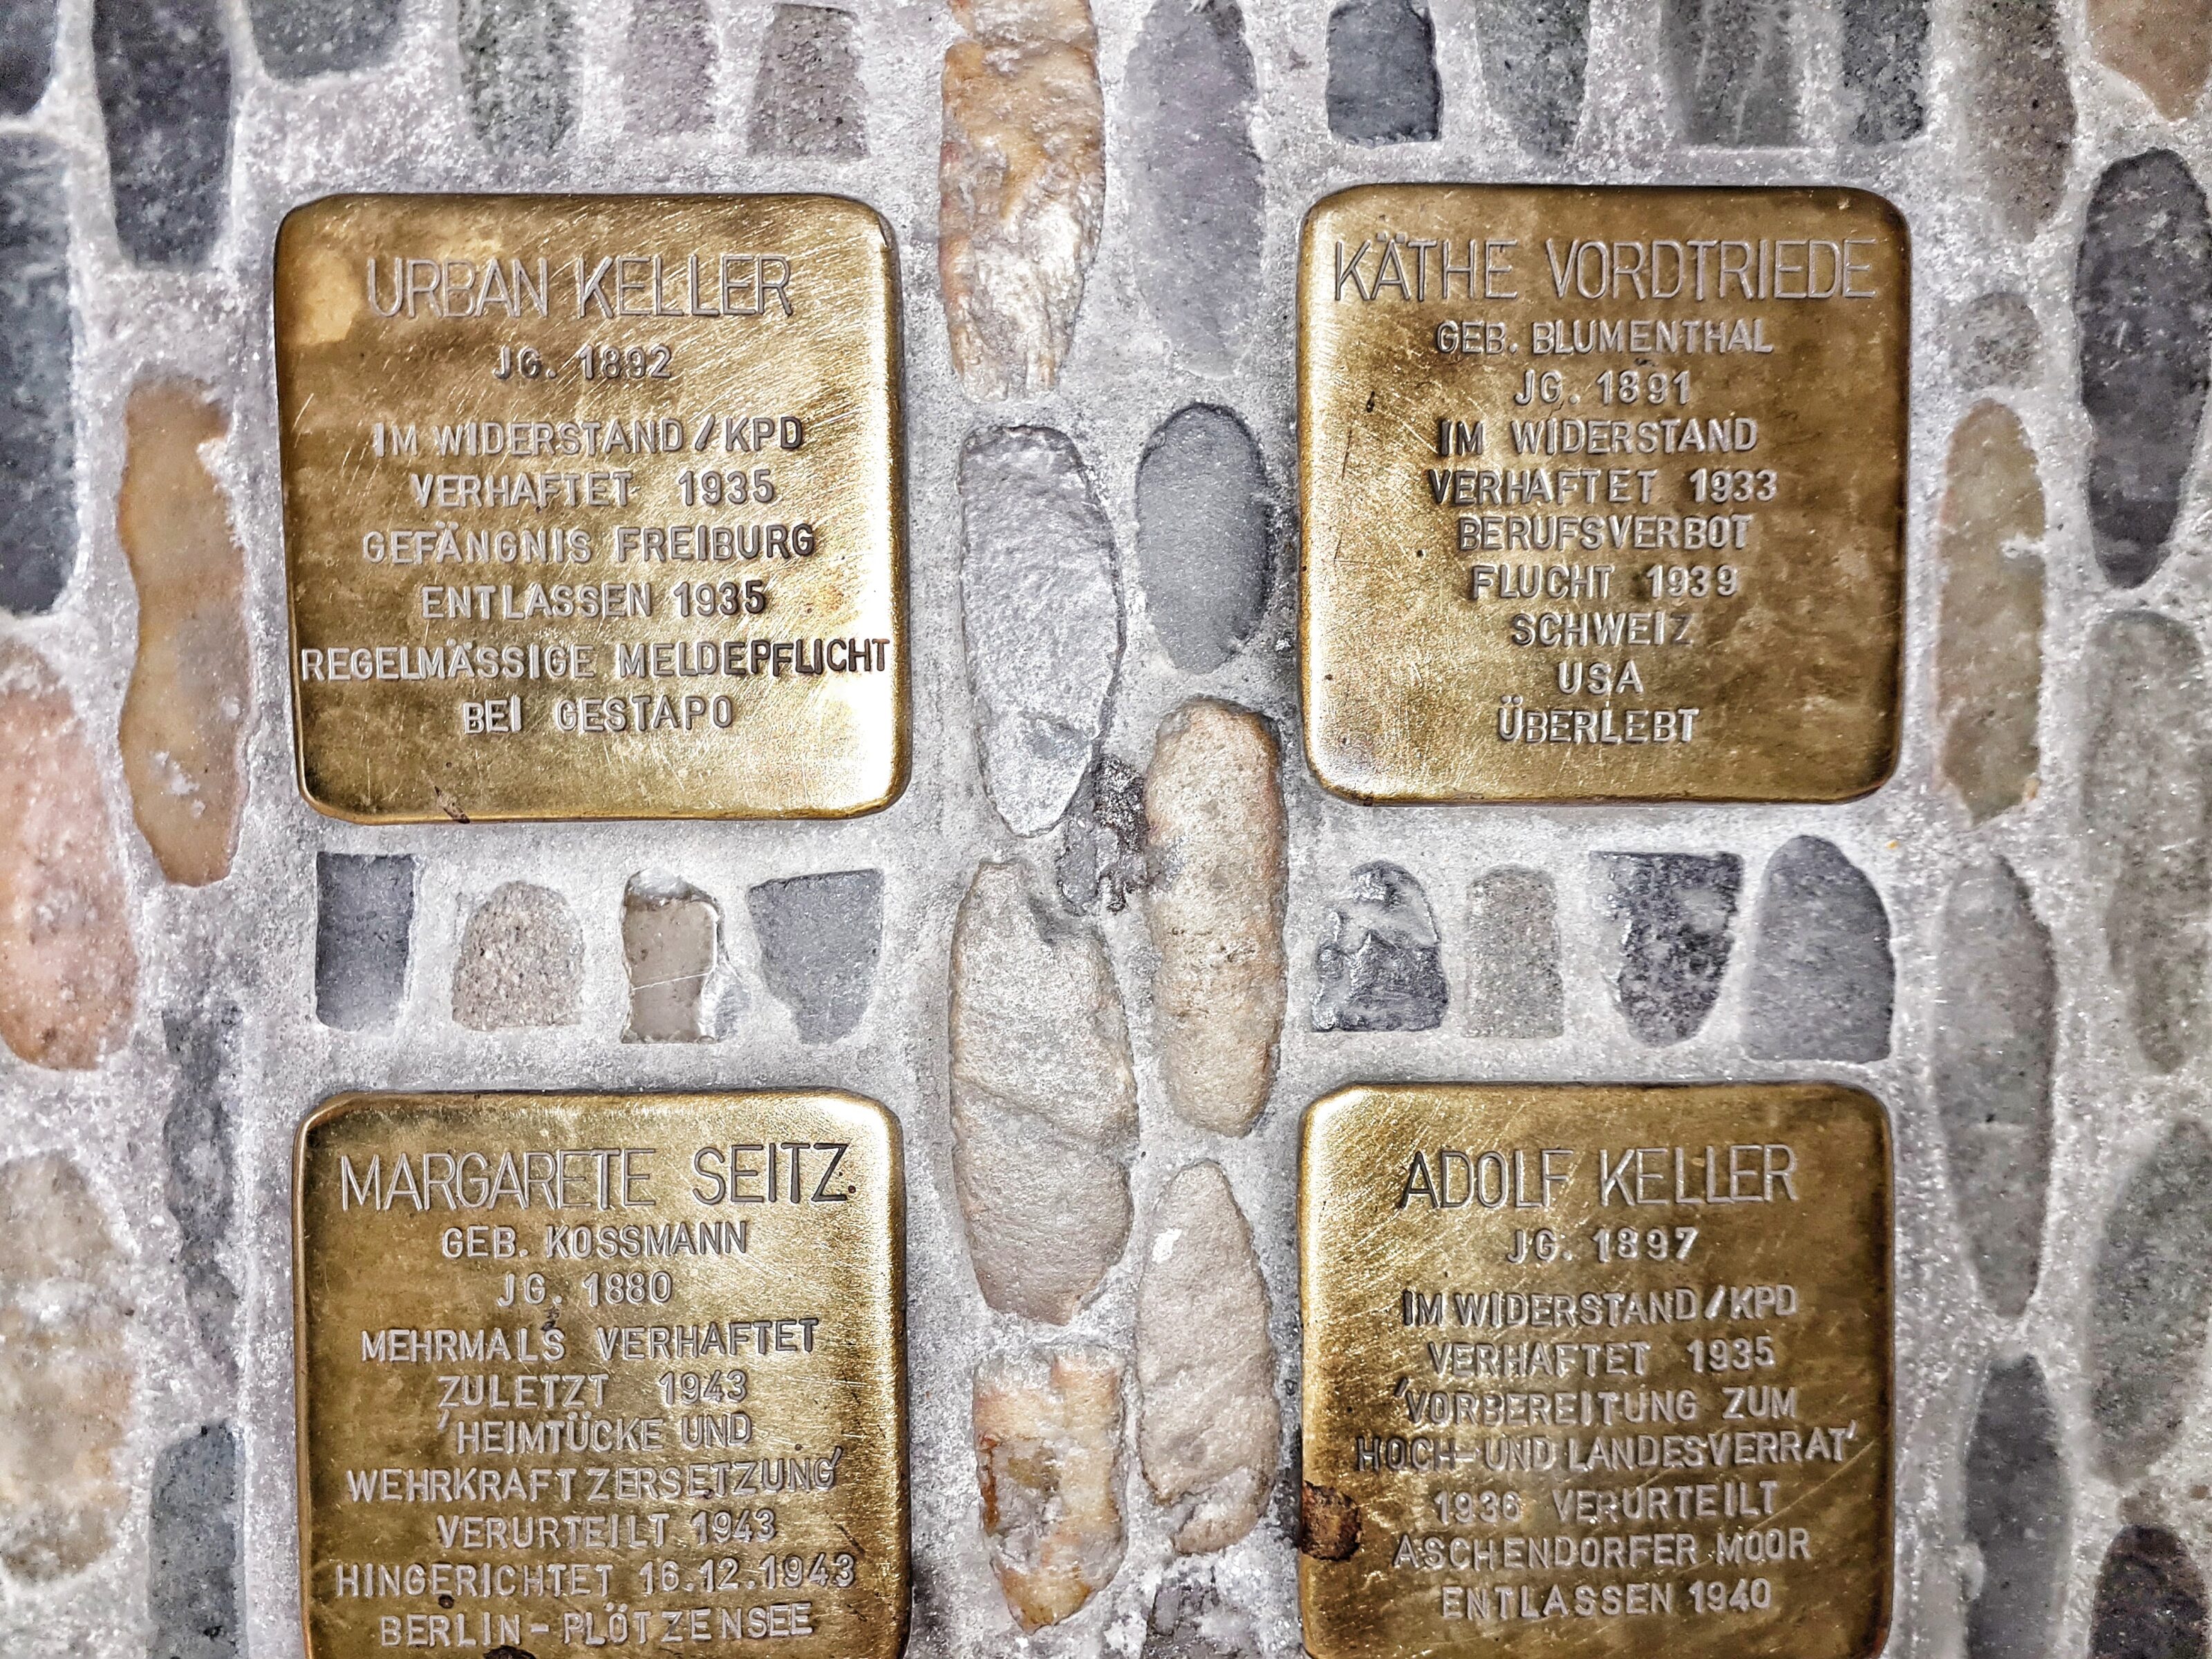 URBAN KELLER
JG. 1892
IM WIDERSTAND/KPD
VERHAFTET 1935
GEFÄNGNIS FREIBURG
ENTLASSEN 1935
REGELMÄSSIGE MELDEPFLICHT
BEI GESTAPO
KÄTHE VORDTRIEDE
GEB. BLUMENTHAL
JG. 1891
IM WIDERSTAND
VERHAFTET 1933
BERUFSVERBOT
FLUCHT 1939
SCHWEIZ
USA
ÜBERLEBT
MARGARETE SEITZ
GEB. KOSSMANN
JG. 1880
MEHRMALS VERHAFTET
ZULETZT 1943
'HEIMTÜCKE UND
WEHRKRAFTZERSETZUNG'
VERURTEILT 1943
HINGERICHTET 16.12.1943
BERLIN-PLÖTZENSEE
ADOLF KELLER
JG. 1897
IM WIDERSTAND/KPD
VERHAFTET 1935
'VORBEREITUNG ZUM
HOCH-UND LANDESVERRAT'
1936 VERURTEILT
ASCHENDORFER MOOR
ENTLASSEN 1940